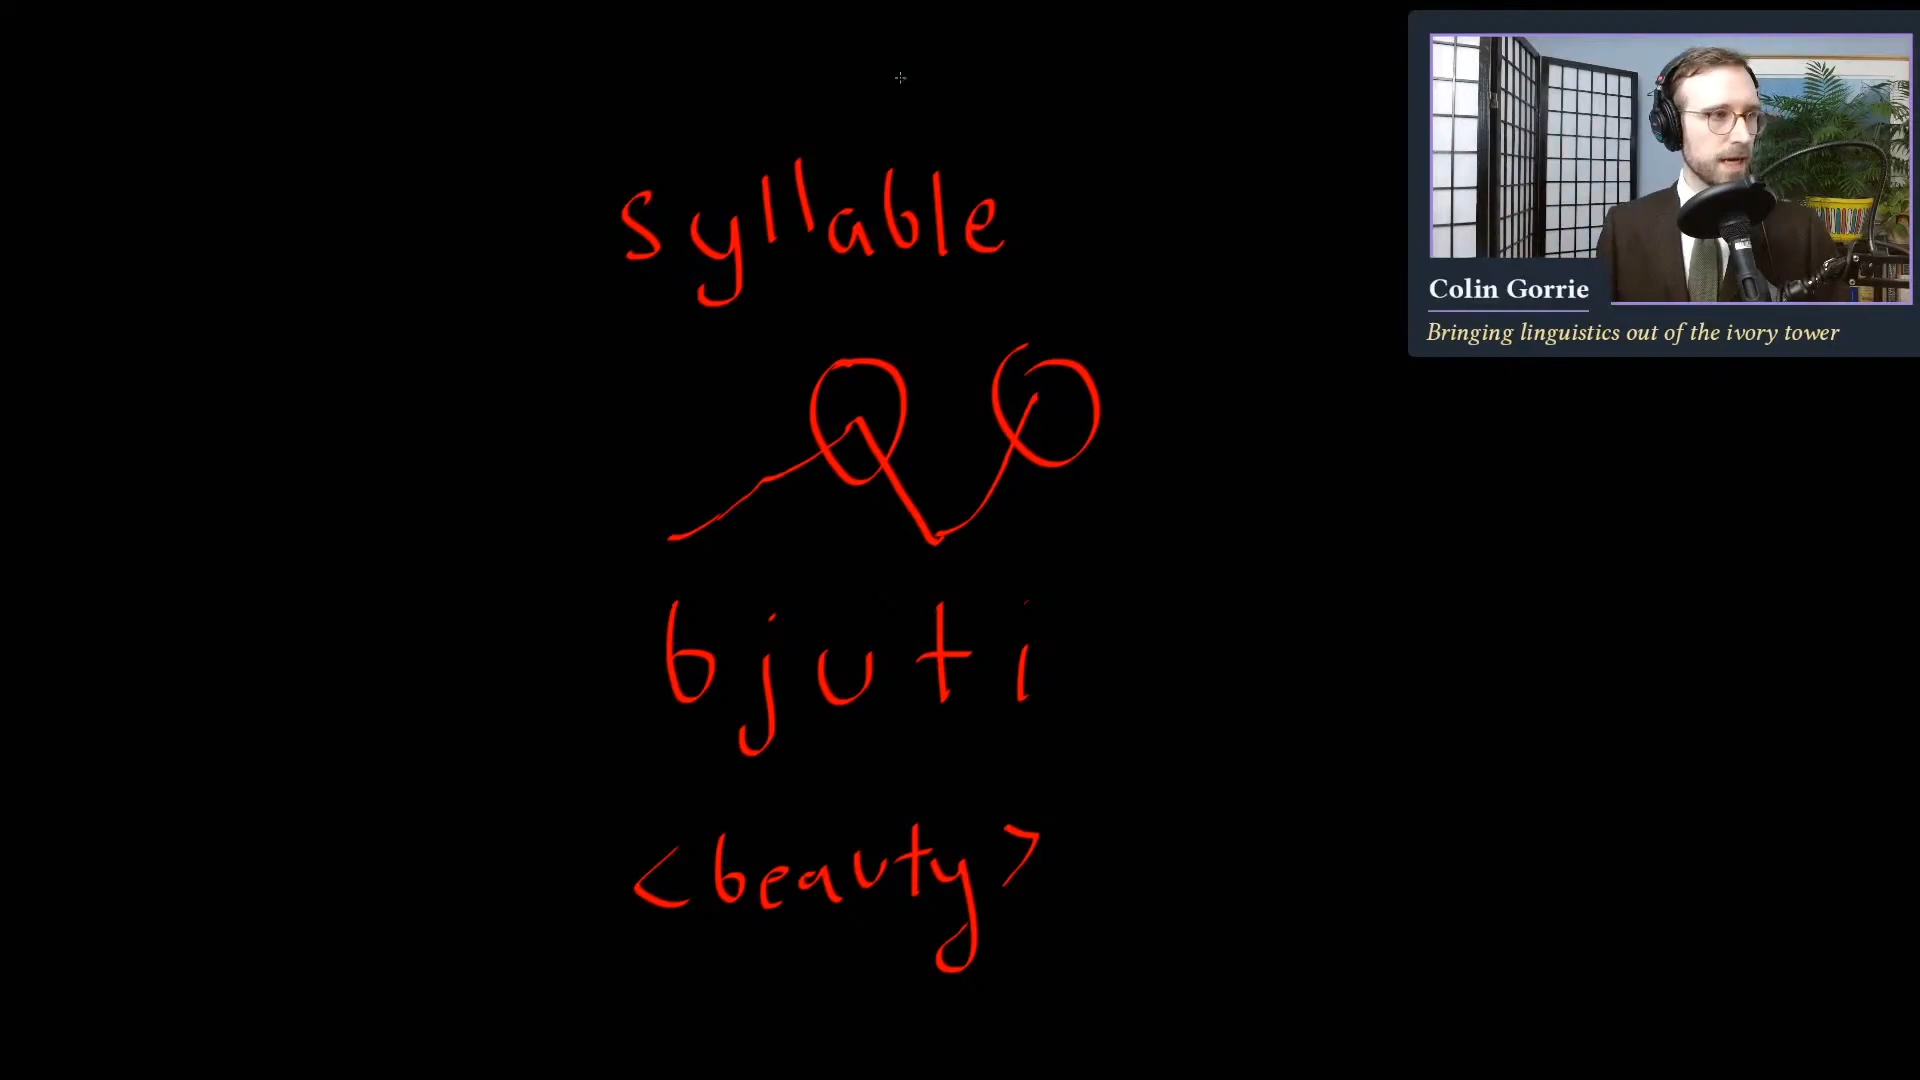 syllable
bjuti
<beauty>
Colin Gorrie
Bringing linguistics out of the ivory tower